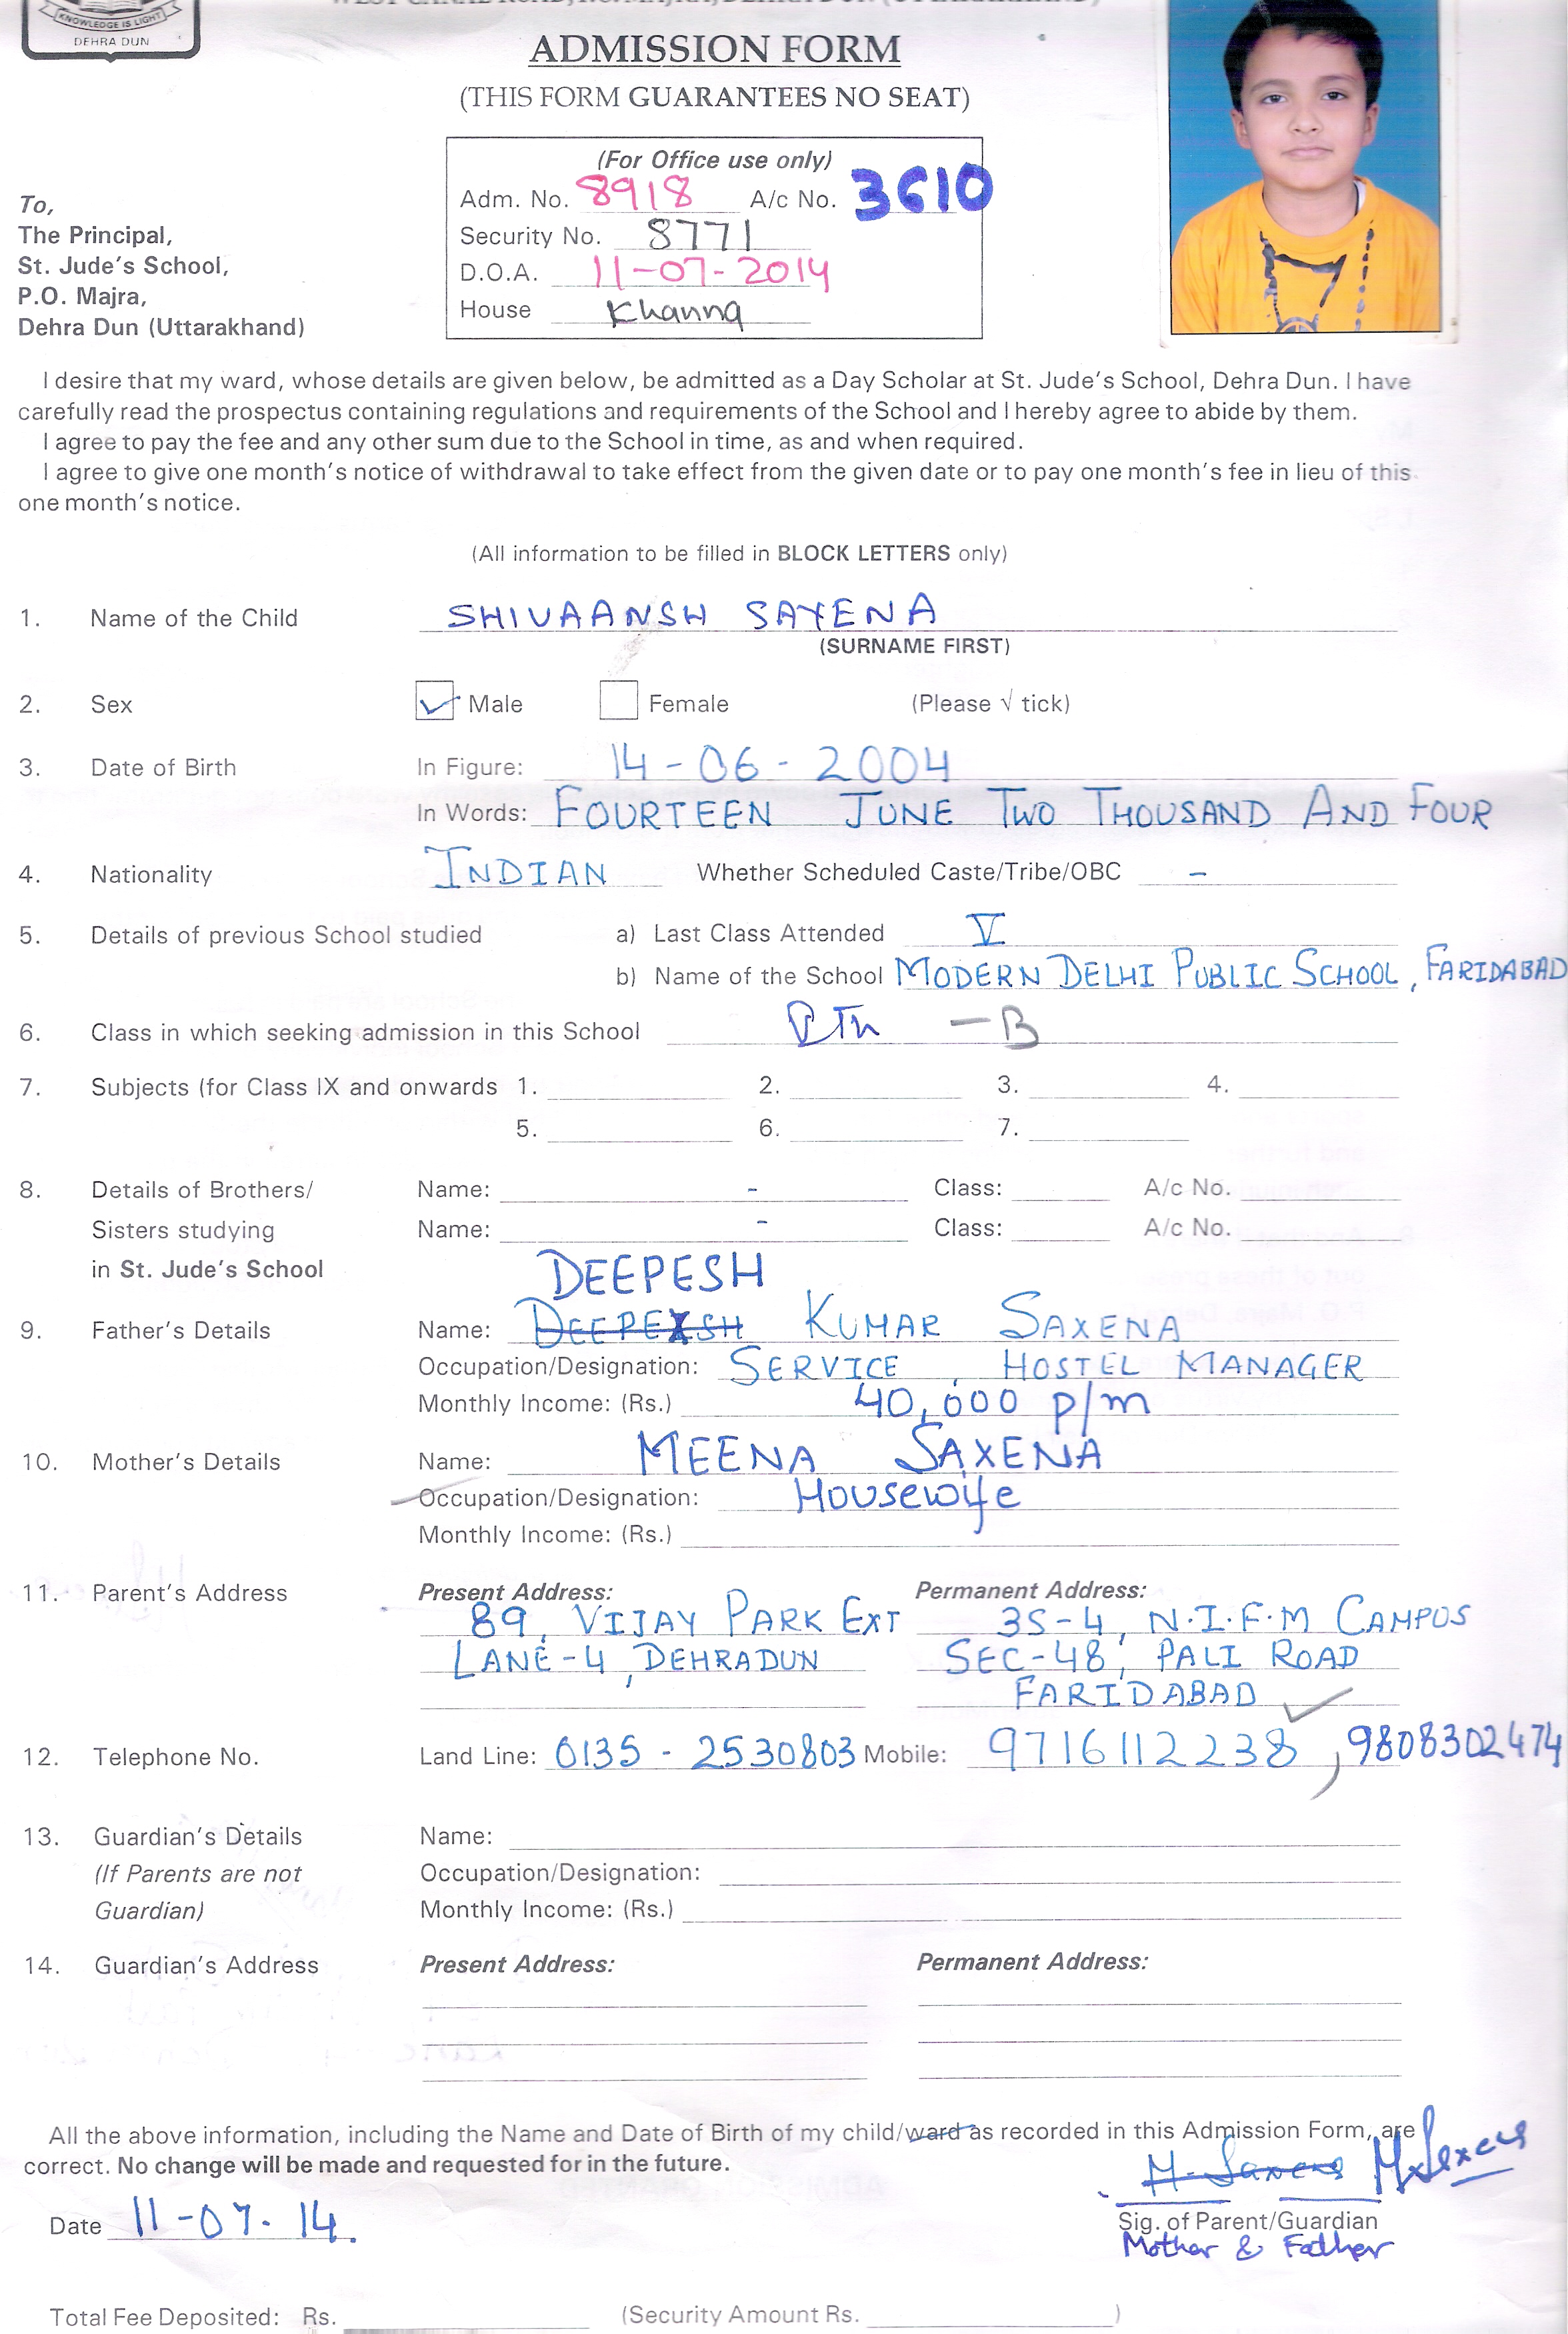 KNOWLEDGE IS LIGHT
DEHRA DUN
ADMISSION FORM
(THIS FORM GUARANTEES NO SEAT)
(For Office use only)
Adm. No. 8918 A/c No. 3610
Security No. 8771
D.O.A. 11-07-2014
House Khanna
To,
The Principal,
St. Jude's School,
P.O. Majra,
Dehra Dun (Uttarakhand)
I desire that my ward, whose details are given below, be admitted as a Day Scholar at St. Jude's School, Dehra Dun. I have
carefully read the prospectus containing regulations and requirements of the School and I hereby agree to abide by them.
I agree to pay the fee and any other sum due to the School in time, as and when required.
I agree to give one month's notice of withdrawal to take effect from the given date or to pay one month's fee in lieu of this
one month's notice.
(All information to be filled in BLOCK LETTERS only)
1. Name of the Child SHIVAANSH SAXENA
(SURNAME FIRST)
2. Sex ✓ Male Female (Please √ tick)
3. Date of Birth In Figure: 14-06-2004
In Words: FOURTEEN JUNE TWO THOUSAND AND FOUR
4. Nationality INDIAN Whether Scheduled Caste/Tribe/OBC -
5. Details of previous School studied a) Last Class Attended V
b) Name of the School MODERN DELHI PUBLIC SCHOOL, FARIDABAD
6. Class in which seeking admission in this School -B
7. Subjects (for Class IX and onwards 1. 2. 3. 4.
5. 6. 7.
8. Details of Brothers/ Name: - Class: A/c No.
Sisters studying Name: - Class: A/c No.
in St. Jude's School
DEEPESH
9. Father's Details Name: KUMAR SAXENA
Occupation/Designation: SERVICE, HOSTEL MANAGER
Monthly Income: (Rs.) 40,000 p/m
10. Mother's Details Name: MEENA SAXENA
Occupation/Designation: Housewife
Monthly Income: (Rs.)
11. Parent's Address Present Address: Permanent Address:
89, VIJAY PARK EXT 3S-4, N.I.F.M CAMPUS
LANE-4, DEHRADUN SEC-48, PALI ROAD
FARIDABAD
12. Telephone No. Land Line: 0135-2530803 Mobile: 9716112238, 9808302474
13. Guardian's Details Name:
(If Parents are not Occupation/Designation:
Guardian) Monthly Income: (Rs.)
14. Guardian's Address Present Address: Permanent Address:
All the above information, including the Name and Date of Birth of my child/ward as recorded in this Admission Form, are
correct. No change will be made and requested for in the future.
M. Saxena MSaxena
Date 11-07-14.
Sig. of Parent/Guardian
Mother & Father
Total Fee Deposited: Rs. (Security Amount Rs. )